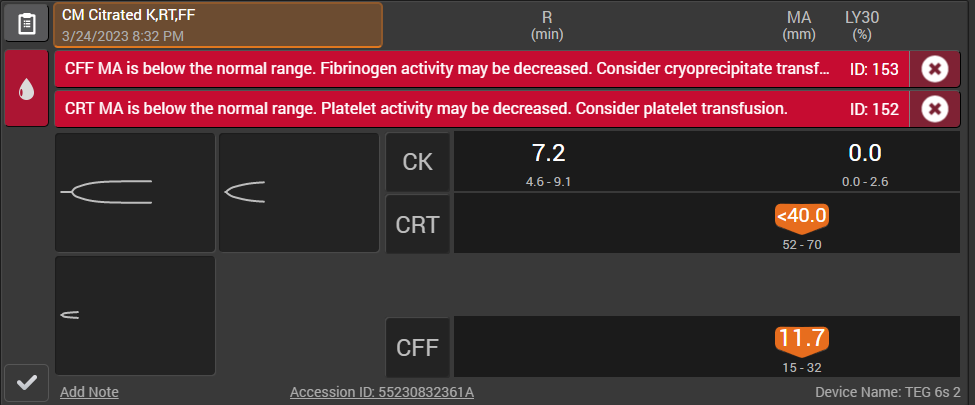 CM Citrated K,RT,FF
3/24/2023 8:32 PM
R
(min)
MA
(mm)
LY30
(%)
CFF MA is below the normal range. Fibrinogen activity may be decreased. Consider cryoprecipitate transf... ID: 153
CRT MA is below the normal range. Platelet activity may be decreased. Consider platelet transfusion. ID: 152
CK 7.2 0.0
4.6 - 9.1 0.0 - 2.6
CRT <40.0
52 - 70
CFF 11.7
15 - 32
Add Note Accession ID: 55230832361A Device Name: TEG 6s 2